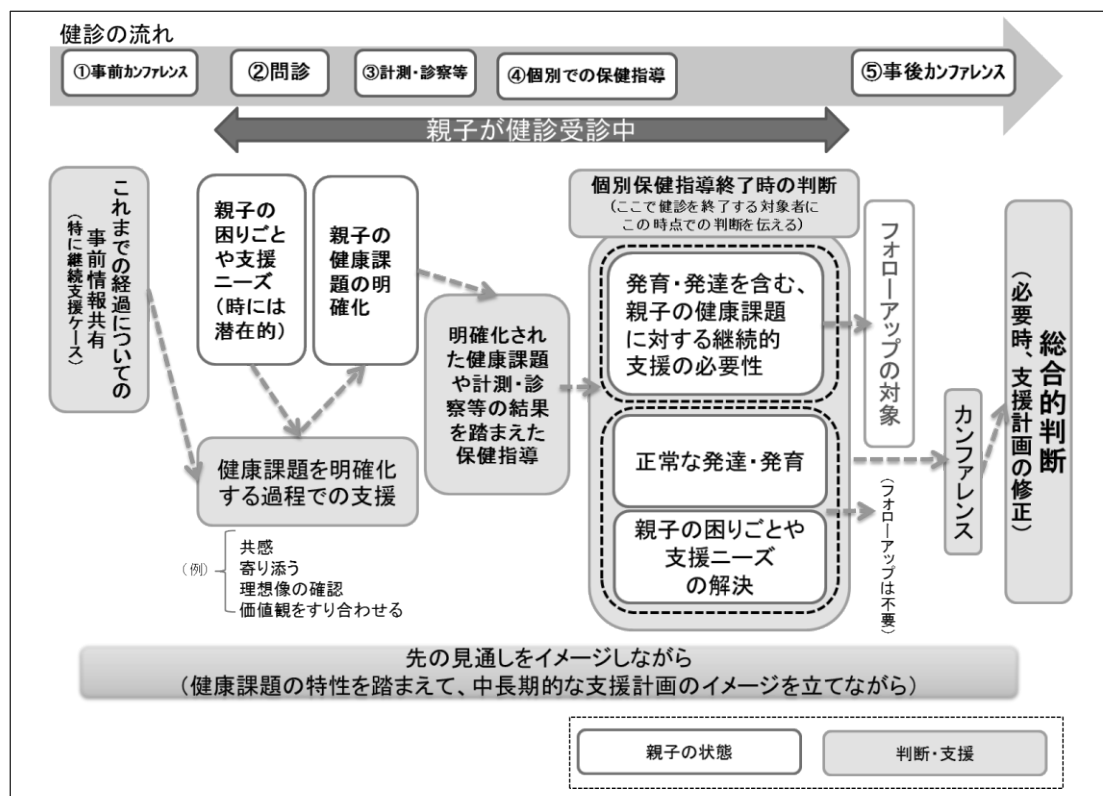 健診の流れ
①事前カンファレンス
②問診
③計測・診察等
④個別での保健指導
⑤事後カンファレンス
親子が健診受診中
これまでの経過についての
事前情報共有
(特に継続支援ケース)
親子の
困りごと
や支援
ニーズ
(時には
潜在的)
親子の
健康課
題の明
確化
健康課題を明確化
する過程での支援
(例)
共感
寄り添う
理想像の確認
価値観をすり合わせる
明確化され
た健康課題
や計測・診
察等の結果
を踏まえた
保健指導
個別保健指導終了時の判断
(ここで健診を終了する対象者に
この時点での判断を伝える)
発育・発達を含む、
親子の健康課題
に対する継続的
支援の必要性
正常な発達・発育
親子の困りごとや
支援ニーズ
の解決
フォローアップの対象
(フォローアップは不要)
カンファレンス
総合的判断
(必要時、支援計画の修正)
先の見通しをイメージしながら
(健康課題の特性を踏まえて、中長期的な支援計画のイメージを立てながら)
親子の状態
判断・支援